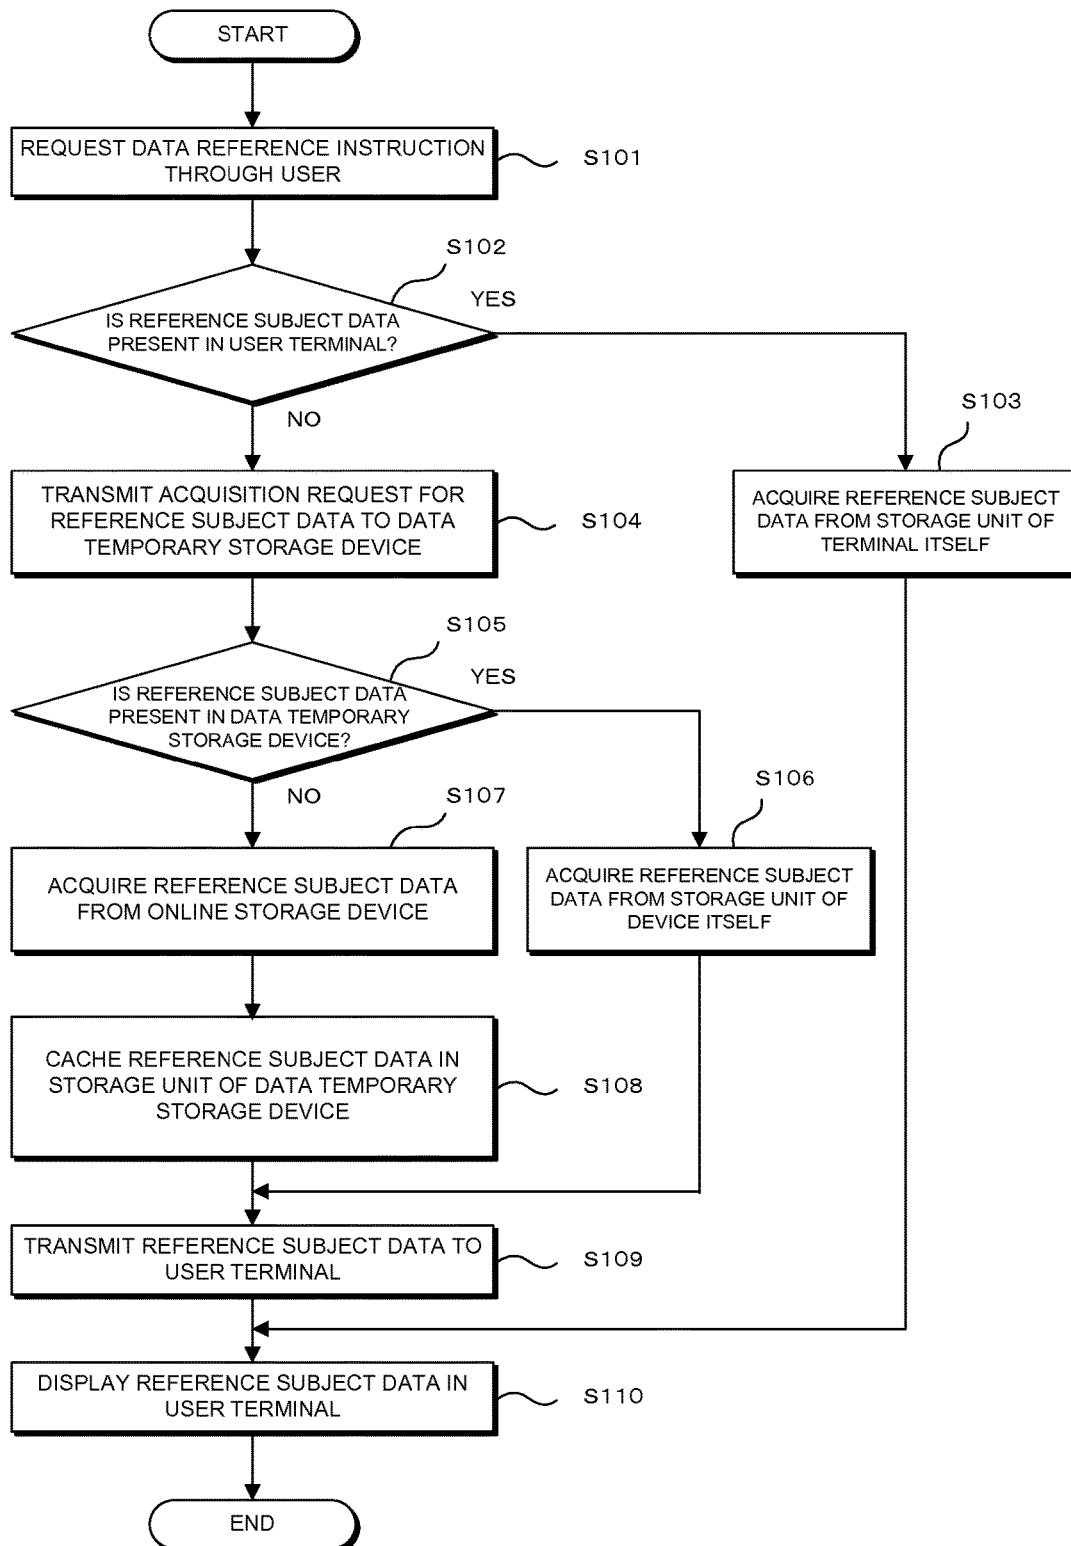 START
REQUEST DATA REFERENCE INSTRUCTION
THROUGH USER
S101
S102
IS REFERENCE SUBJECT DATA
PRESENT IN USER TERMINAL?
YES
NO
S103
ACQUIRE REFERENCE SUBJECT
DATA FROM STORAGE UNIT OF
TERMINAL ITSELF
TRANSMIT ACQUISITION REQUEST FOR
REFERENCE SUBJECT DATA TO DATA
TEMPORARY STORAGE DEVICE
S104
S105
IS REFERENCE SUBJECT DATA
PRESENT IN DATA TEMPORARY
STORAGE DEVICE?
YES
NO
S106
ACQUIRE REFERENCE SUBJECT
DATA FROM STORAGE UNIT OF
DEVICE ITSELF
S107
ACQUIRE REFERENCE SUBJECT DATA
FROM ONLINE STORAGE DEVICE
CACHE REFERENCE SUBJECT DATA IN
STORAGE UNIT OF DATA TEMPORARY
STORAGE DEVICE
S108
TRANSMIT REFERENCE SUBJECT DATA TO
USER TERMINAL
S109
DISPLAY REFERENCE SUBJECT DATA IN
USER TERMINAL
S110
END